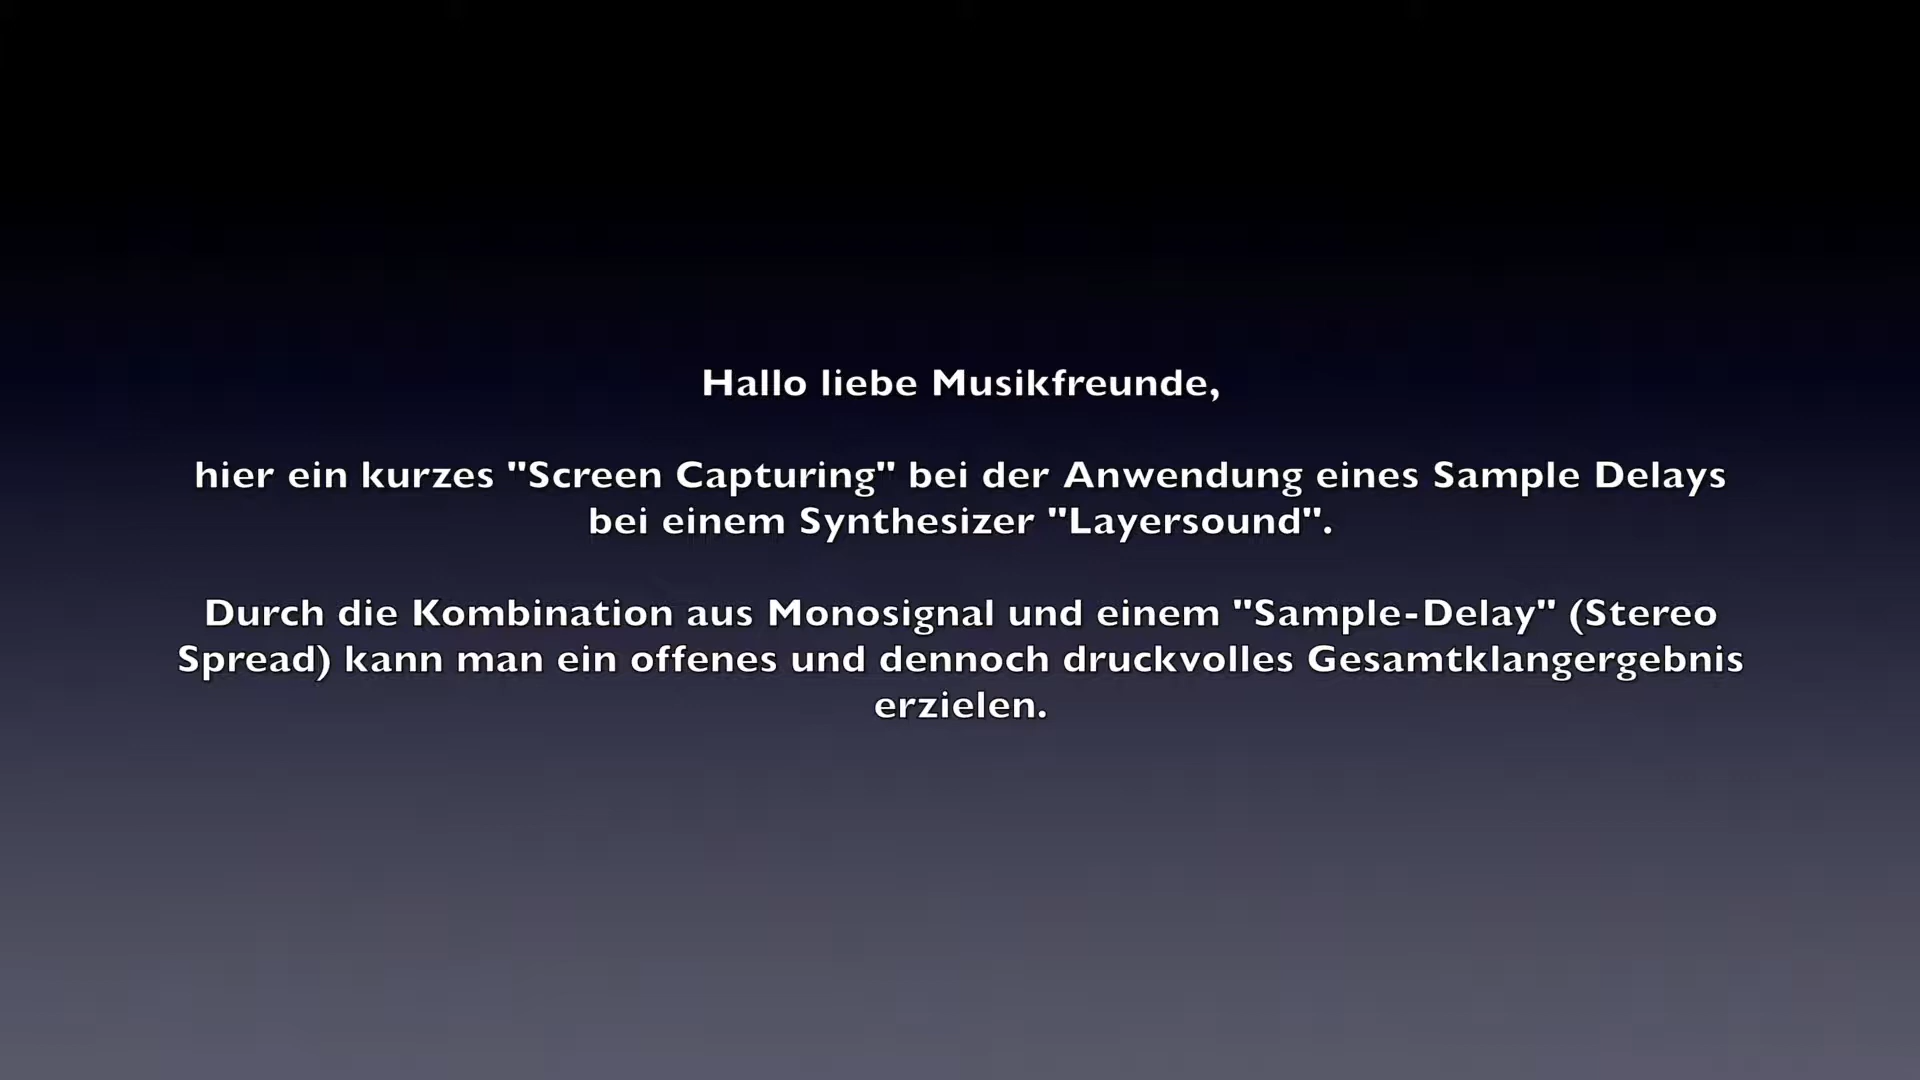 Hallo liebe Musikfreunde,
hier ein kurzes "Screen Capturing" bei der Anwendung eines Sample Delays
bei einem Synthesizer "Layersound".
Durch die Kombination aus Monosignal und einem "Sample-Delay" (Stereo
Spread) kann man ein offenes und dennoch druckvolles Gesamtklangergebnis
erzielen.